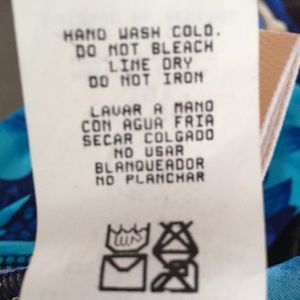 HAND WASH COLD.
DO NOT BLEACH
LINE DRY
DO NOT IRON
LAVAR A MANO
CON AGUA FRIA
SECAR COLGADO
NO USAR
BLANQUEADOR
NO PLANCHAR